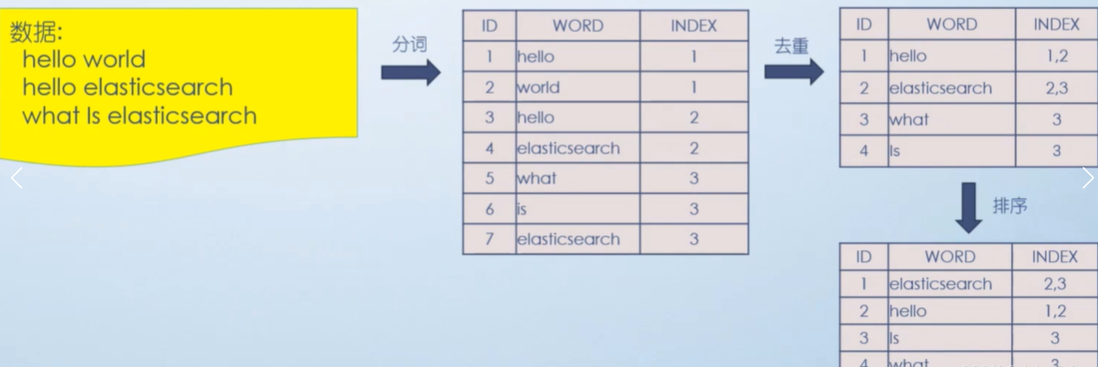 数据:
hello world
hello elasticsearch
what Is elasticsearch
分词
ID WORD INDEX
1 hello 1
2 world 1
3 hello 2
4 elasticsearch 2
5 what 3
6 is 3
7 elasticsearch 3
去重
ID WORD INDEX
1 hello 1,2
2 elasticsearch 2,3
3 what 3
4 Is 3
排序
ID WORD INDEX
1 elasticsearch 2,3
2 hello 1,2
3 Is 3
4 what 3